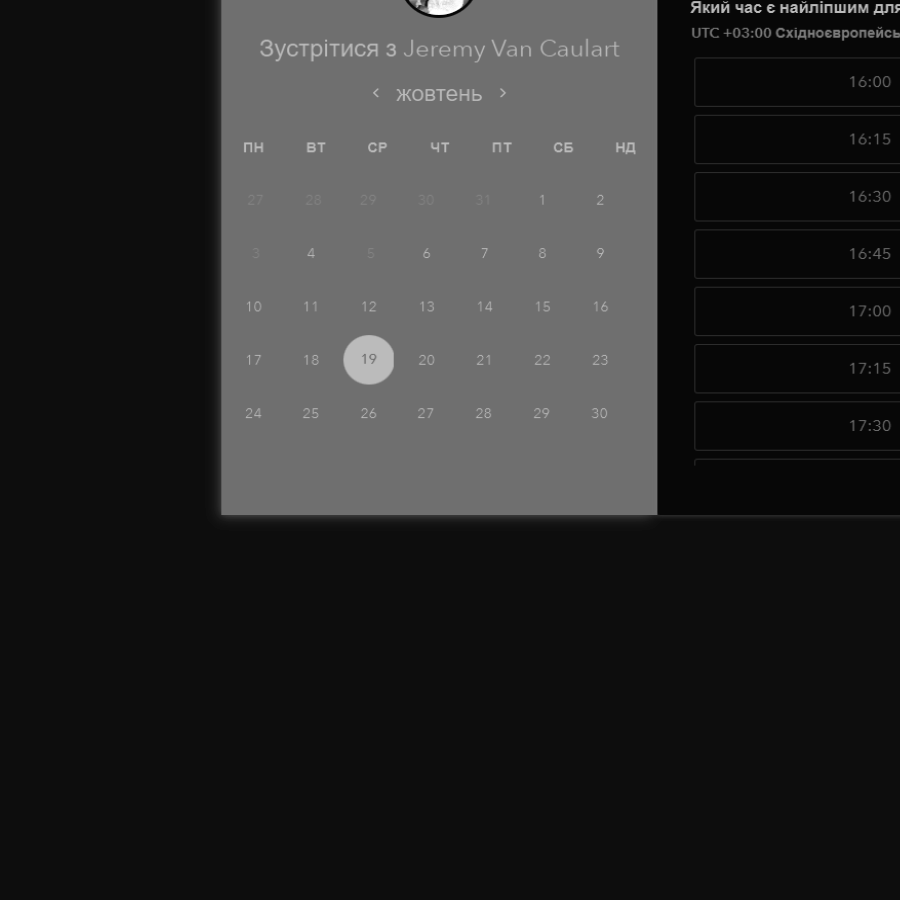 Зустрітися з Jeremy Van Caulart
жовтень
ПН ВТ СР ЧТ ПТ СБ НД
27 28 29 30 31 1 2
3 4 5 6 7 8 9
10 11 12 13 14 15 16
17 18 19 20 21 22 23
24 25 26 27 28 29 30
Який час є найліпшим для
UTC +03:00 Східноєвропейсь
16:00
16:15
16:30
16:45
17:00
17:15
17:30